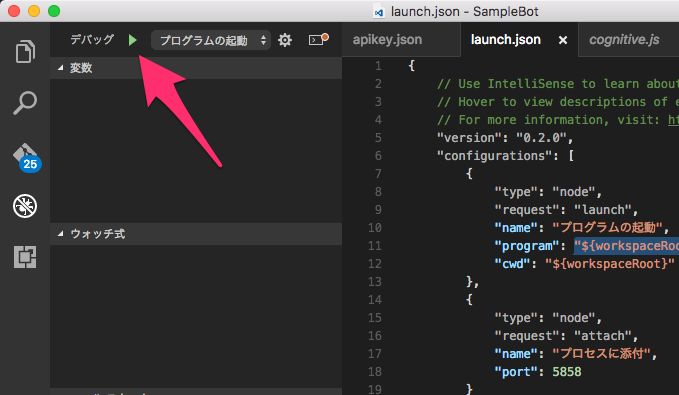 launch.json - SampleBot
デバッグ
プログラムの起動
apikey.json
launch.json
cognitive.js
変数
25
ウォッチ式
1 {
2 // Use IntelliSense to learn about
3 // Hover to view descriptions of e
4 // For more information, visit: h
5 "version": "0.2.0",
6 "configurations": [
7 {
8 "type": "node",
9 "request": "launch",
10 "name": "プログラムの起動",
11 "program": "${workspaceRoo
12 "cwd": "${workspaceRoot}"
13 },
14 {
15 "type": "node",
16 "request": "attach",
17 "name": "プロセスに添付",
18 "port": 5858
19 }